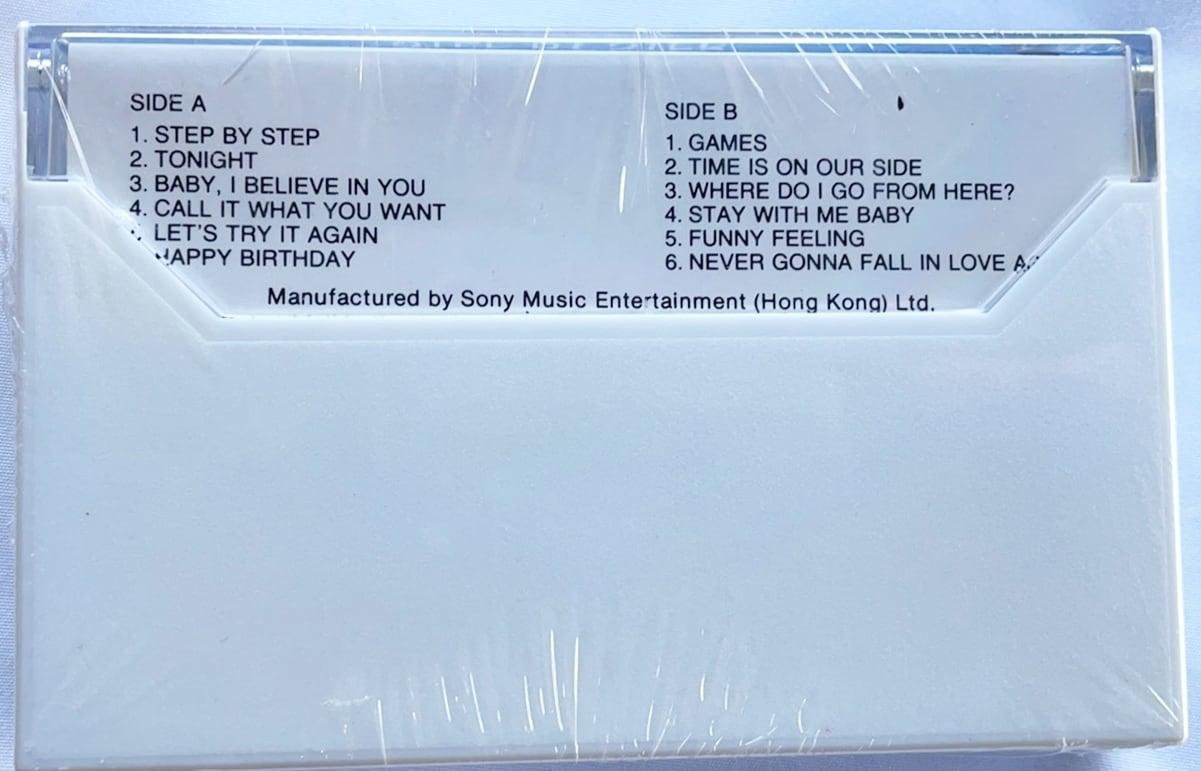 SIDE A
1. STEP BY STEP
2. TONIGHT
3. BABY, I BELIEVE IN YOU
4. CALL IT WHAT YOU WANT
LET'S TRY IT AGAIN
HAPPY BIRTHDAY
SIDE B
1. GAMES
2. TIME IS ON OUR SIDE
3. WHERE DO I GO FROM HERE?
4. STAY WITH ME BABY
5. FUNNY FEELING
6. NEVER GONNA FALL IN LOVE
Manufactured by Sony Music Entertainment (Hong Kong) Ltd.